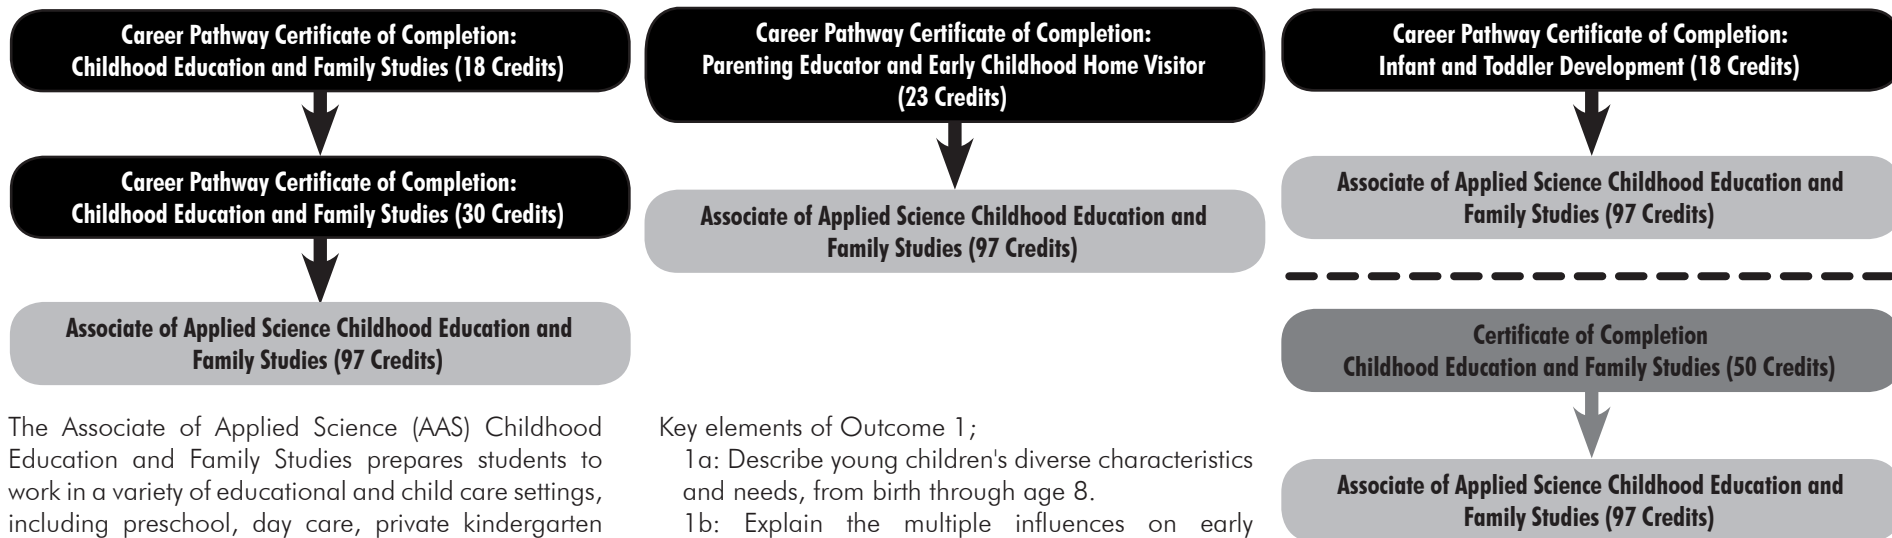 Career Pathway Certificate of Completion:
Childhood Education and Family Studies (18 Credits)
Career Pathway Certificate of Completion:
Childhood Education and Family Studies (30 Credits)
Associate of Applied Science Childhood Education and
Family Studies (97 Credits)
The Associate of Applied Science (AAS) Childhood
Education and Family Studies prepares students to
work in a variety of educational and child care settings,
including preschool, day care, private kindergarten
Career Pathway Certificate of Completion:
Parenting Educator and Early Childhood Home Visitor
(23 Credits)
Associate of Applied Science Childhood Education and
Family Studies (97 Credits)
Key elements of Outcome 1;
1a: Describe young children's diverse characteristics
and needs, from birth through age 8.
1b: Explain the multiple influences on early
Career Pathway Certificate of Completion:
Infant and Toddler Development (18 Credits)
Associate of Applied Science Childhood Education and
Family Studies (97 Credits)
Certificate of Completion
Childhood Education and Family Studies (50 Credits)
Associate of Applied Science Childhood Education and
Family Studies (97 Credits)